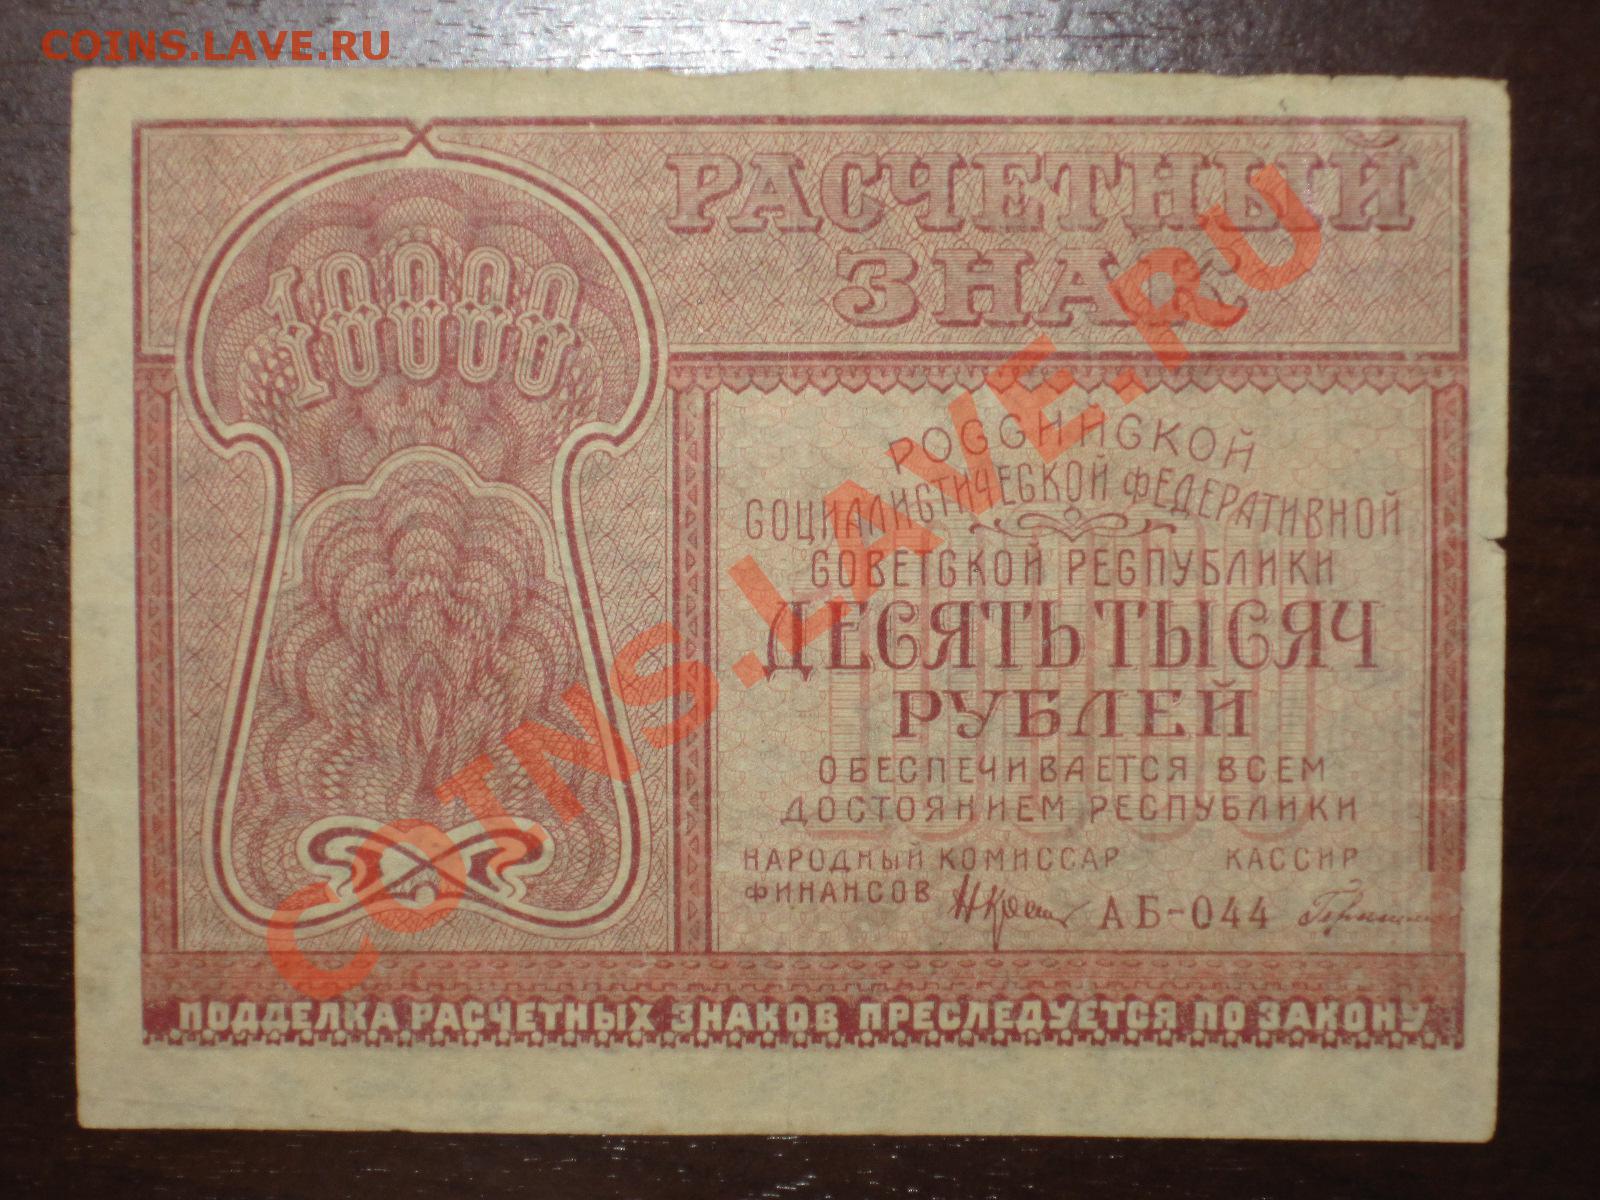 COINS.LAVE.RU
РАСЧЕТНЫЙ
ЗНАК
10000
РОССИЙСКОЙ
СОЦИАЛИСТИЧЕСКОЙ ФЕДЕРАТИВНОЙ
СОВЕТСКОЙ РЕСПУБЛИКИ
10000
ДЕСЯТЬ ТЫСЯЧ
РУБЛЕЙ
ОБЕСПЕЧИВАЕТСЯ ВСЕМ
ДОСТОЯНИЕМ РЕСПУБЛИКИ
НАРОДНЫЙ КОМИССАР КАССИР
ФИНАНСОВ АБ-044
ПОДДЕЛКА РАСЧЕТНЫХ ЗНАКОВ ПРЕСЛЕДУЕТСЯ ПО ЗАКОНУ
COINS.LAVE.RU